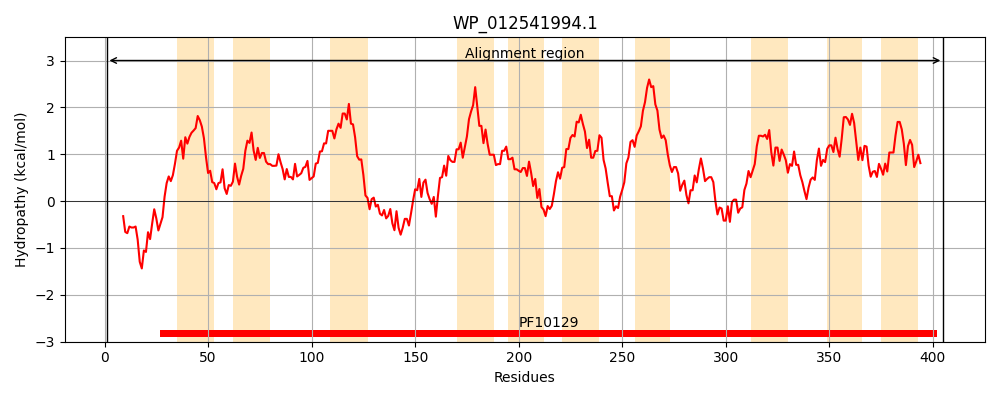 WP_012541994.1
Alignment region
3
2
1
0
−1
−2
−3
Hydropathy (kcal/mol)
PF10129
0 50 100 150 200 250 300 350 400
Residues